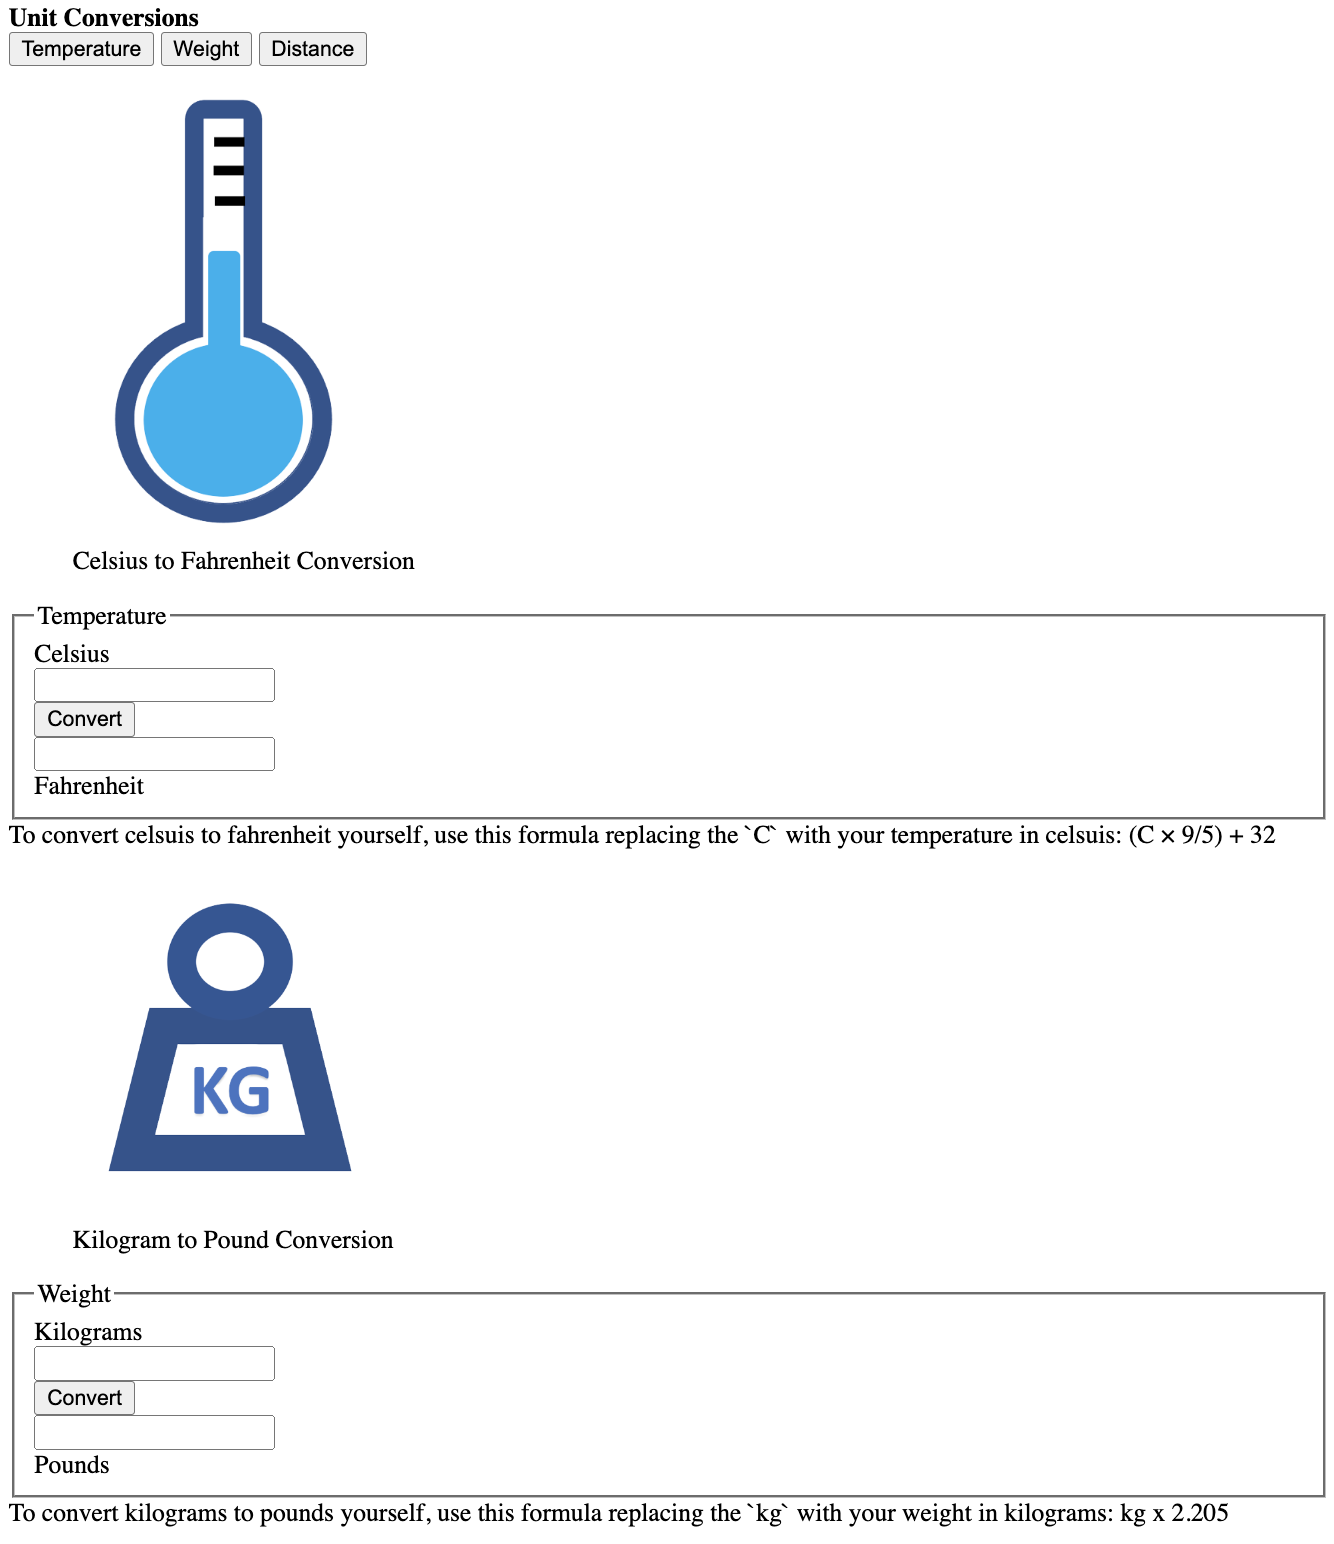 Unit Conversions
Temperature Weight Distance
Celsius to Fahrenheit Conversion
Temperature
Celsius
Convert
Fahrenheit
To convert celsuis to fahrenheit yourself, use this formula replacing the `C` with your temperature in celsuis: (C × 9/5) + 32
KG
Kilogram to Pound Conversion
Weight
Kilograms
Convert
Pounds
To convert kilograms to pounds yourself, use this formula replacing the `kg` with your weight in kilograms: kg x 2.205